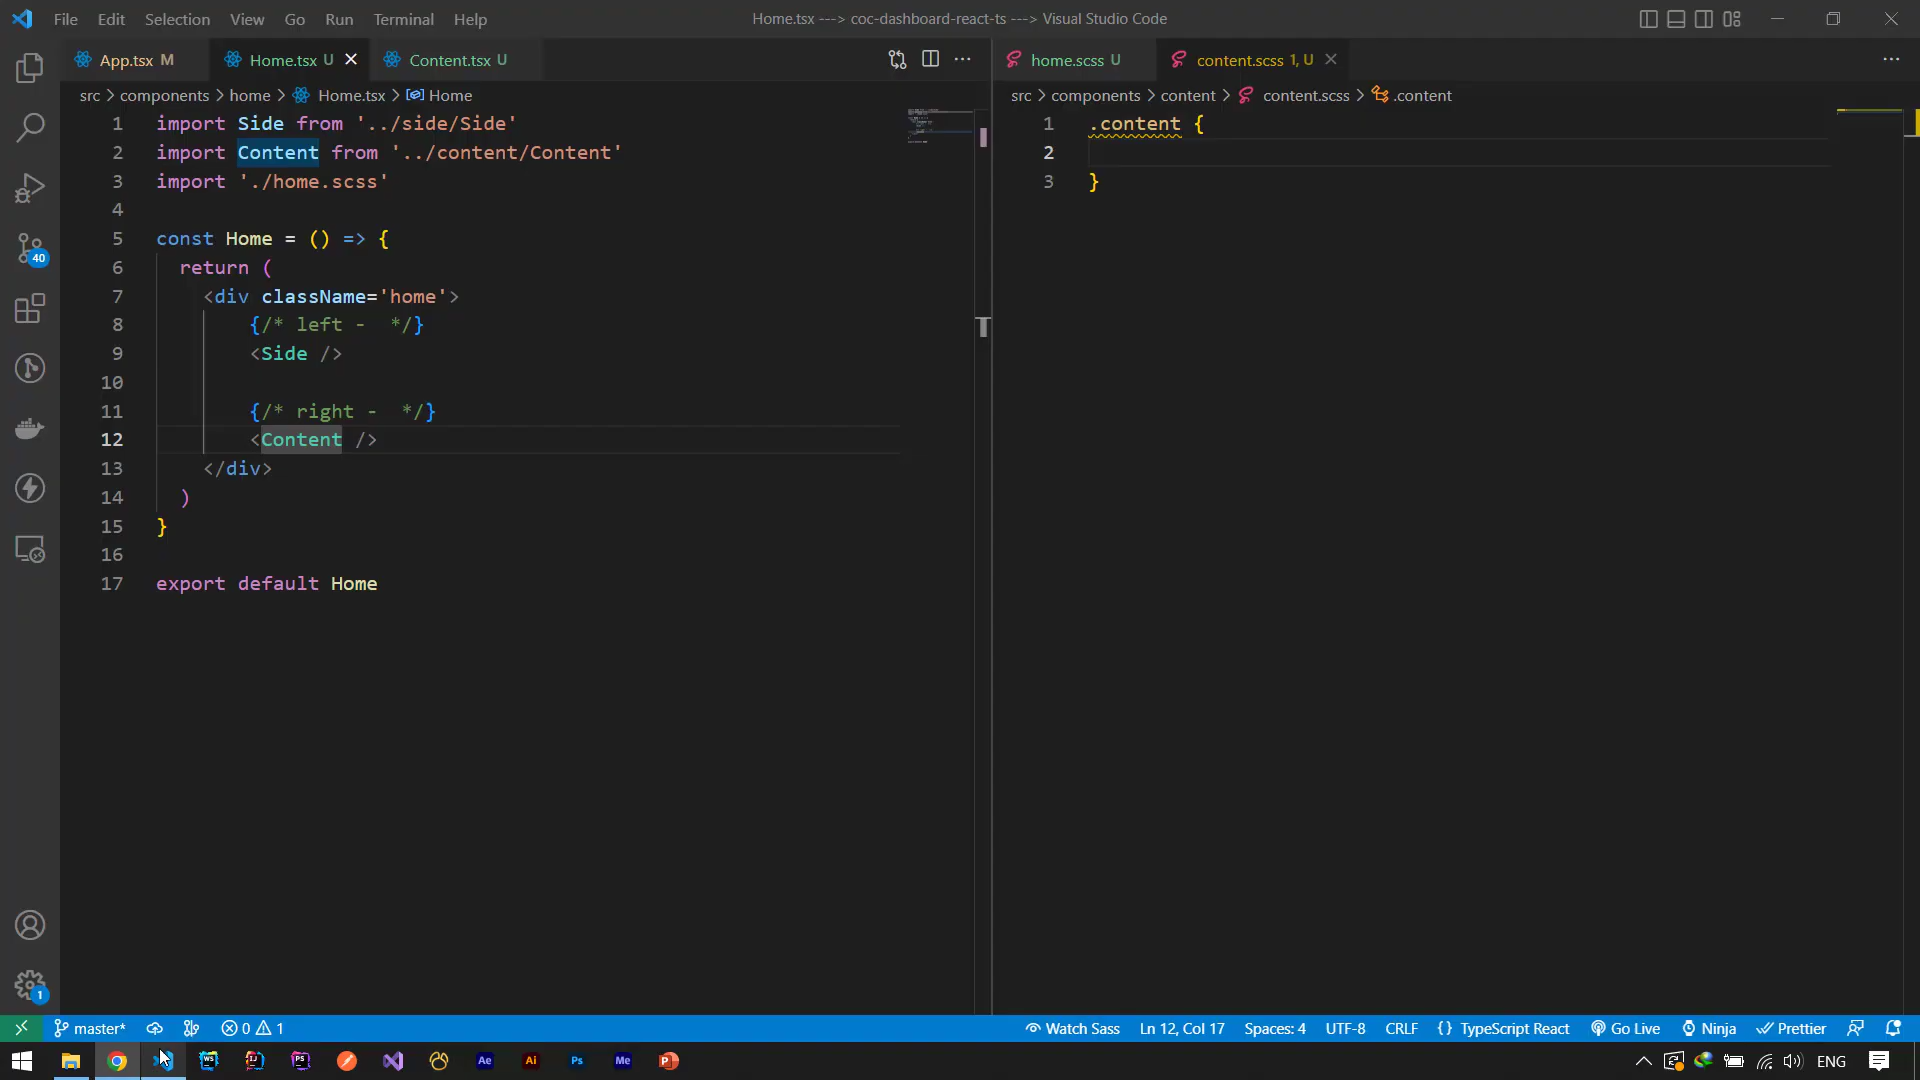 File Edit Selection View Go Run Terminal Help
Home.tsx ---> coc-dashboard-react-ts ---> Visual Studio Code
App.tsx M
Home.tsx U
Content.tsx U
src > components > home > Home.tsx > Home
1 import Side from '../side/Side'
2 import Content from '../content/Content'
3 import './home.scss'
4
5 const Home = () => {
6 return (
7 <div className='home'>
8 {/* left - */}
9 <Side />
10
11 {/* right - */}
12 <Content />
13 </div>
14 )
15 }
16
17 export default Home
home.scss U
content.scss 1, U
src > components > content > content.scss > .content
1 .content {
2
3 }
40
1
master* 0 1
Watch Sass Ln 12, Col 17 Spaces: 4 UTF-8 CRLF {} TypeScript React Go Live Ninja Prettier
WS IJ PS Ae Ai Ps Me P ENG